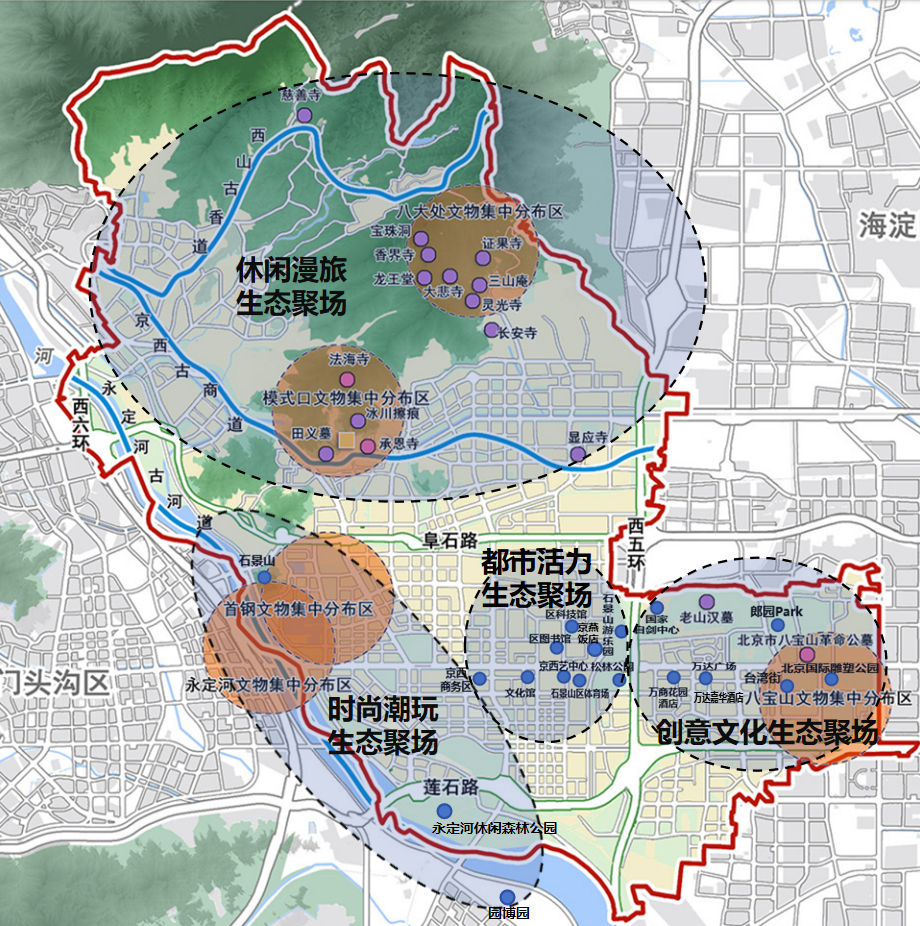 慈善寺
西
山
古
香
道
八大处文物集中分布区
宝珠洞
证果寺
香界寺
龙王堂
三山庵
大悲寺
灵光寺
长安寺
海淀
休闲漫旅
生态聚场
京
西
古
商
道
法海寺
模式口文物集中分布区
冰川擦痕
田义墓
承恩寺
显应寺
河
永
定
河
古
河
道
西六环
阜石路
西五环
石景山
首钢文物集中分布区
永定河文物集中分布区
门头沟区
时尚潮玩
生态聚场
都市活力
生态聚场
石景山游乐园
区科技馆
京燕
饭店
区图书馆
京西
商务区
京西艺中心
松林公园
文化馆
石景山区体育场
国家
自剑中心
老山汉墓
郎园Park
北京市八宝山革命公墓
万达广场
北京国际雕塑公园
台湾街
万商花园
酒店
万达嘉华酒店
八宝山文物集中分布区
创意文化生态聚场
莲石路
永定河休闲森林公园
园博园